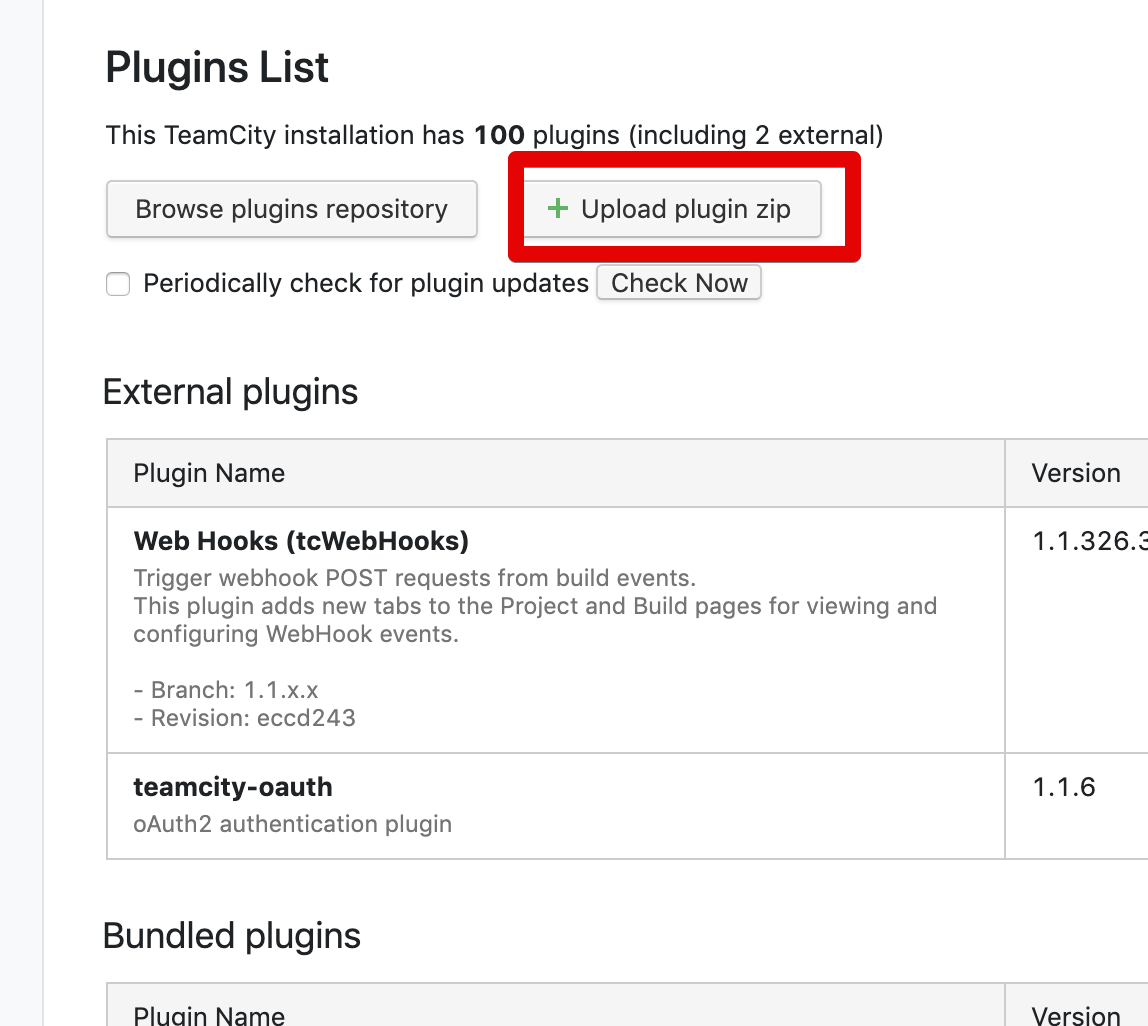 Plugins List
This TeamCity installation has 100 plugins (including 2 external)
Browse plugins repository
+ Upload plugin zip
Periodically check for plugin updates Check Now
External plugins
Plugin Name Version
Web Hooks (tcWebHooks) 1.1.326.3
Trigger webhook POST requests from build events.
This plugin adds new tabs to the Project and Build pages for viewing and
configuring WebHook events.
- Branch: 1.1.x.x
- Revision: eccd243
teamcity-oauth 1.1.6
oAuth2 authentication plugin
Bundled plugins
Plugin Name Version